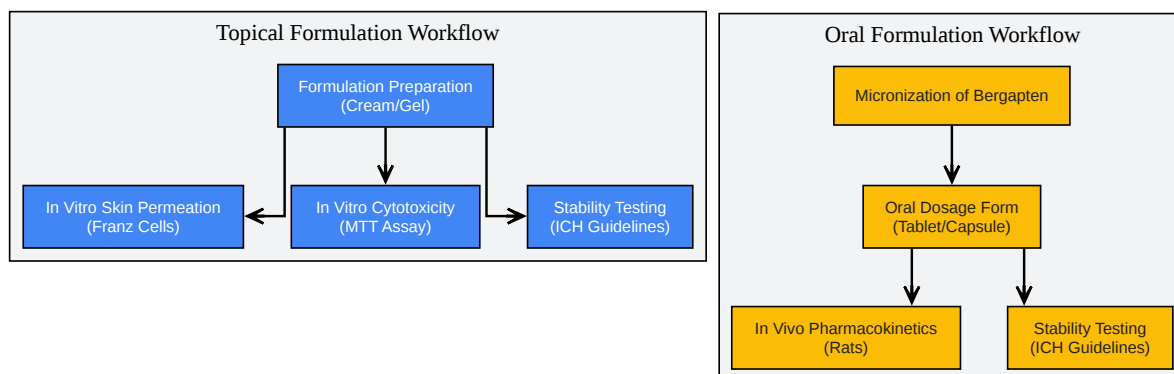 Topical Formulation Workflow
Formulation Preparation
(Cream/Gel)
In Vitro Skin Permeation
(Franz Cells)
In Vitro Cytotoxicity
(MTT Assay)
Stability Testing
(ICH Guidelines)
Oral Formulation Workflow
Micronization of Bergapten
Oral Dosage Form
(Tablet/Capsule)
In Vivo Pharmacokinetics
(Rats)
Stability Testing
(ICH Guidelines)